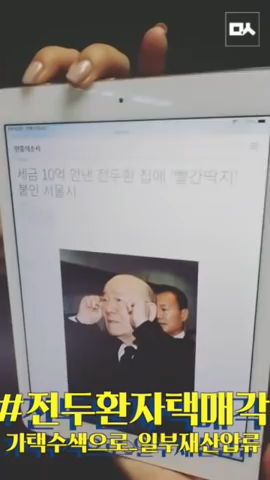 ㅁㅅ
세금 10억 안낸 전두환 집에 '빨간딱지'
붙인 서울시
#전두환자택매각
가택수색으로 일부재산압류